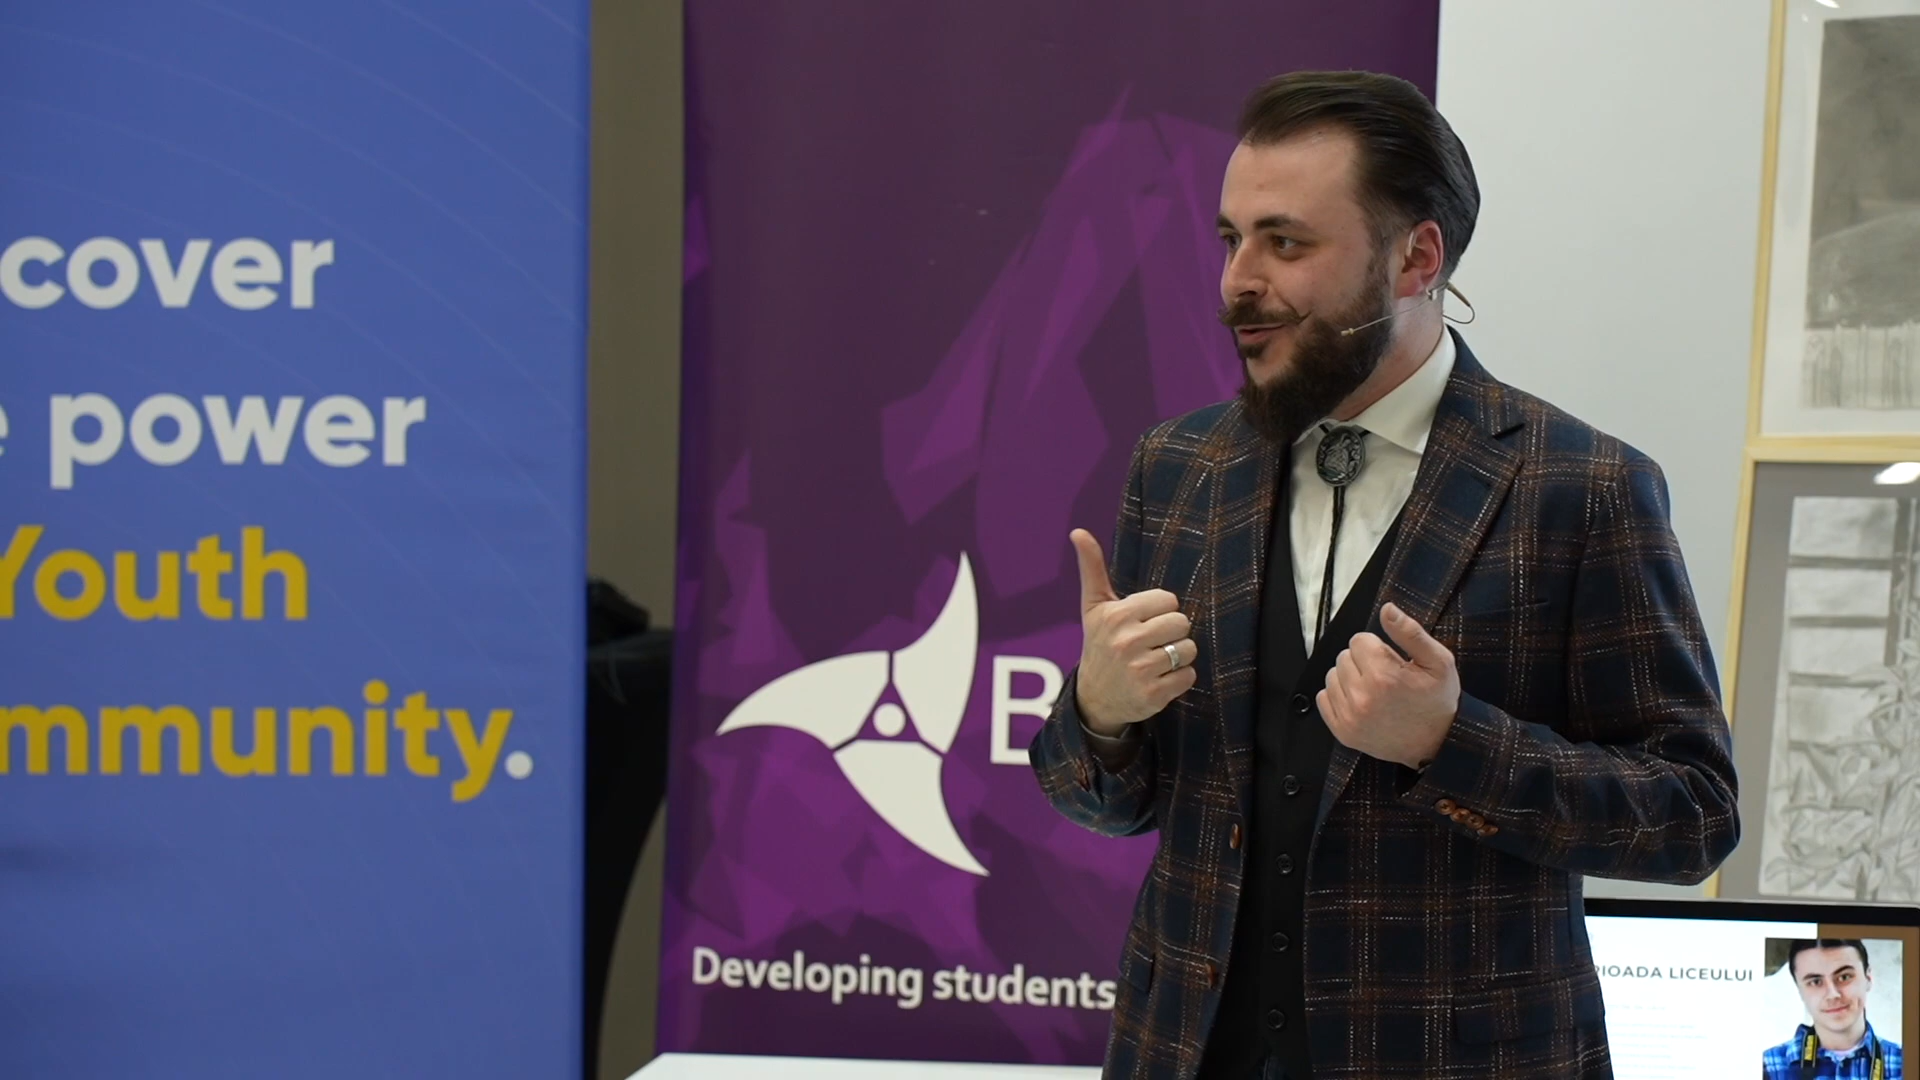 cover
power
Youth
mmunity.
B
Developing students
RIOADA LICEULUI